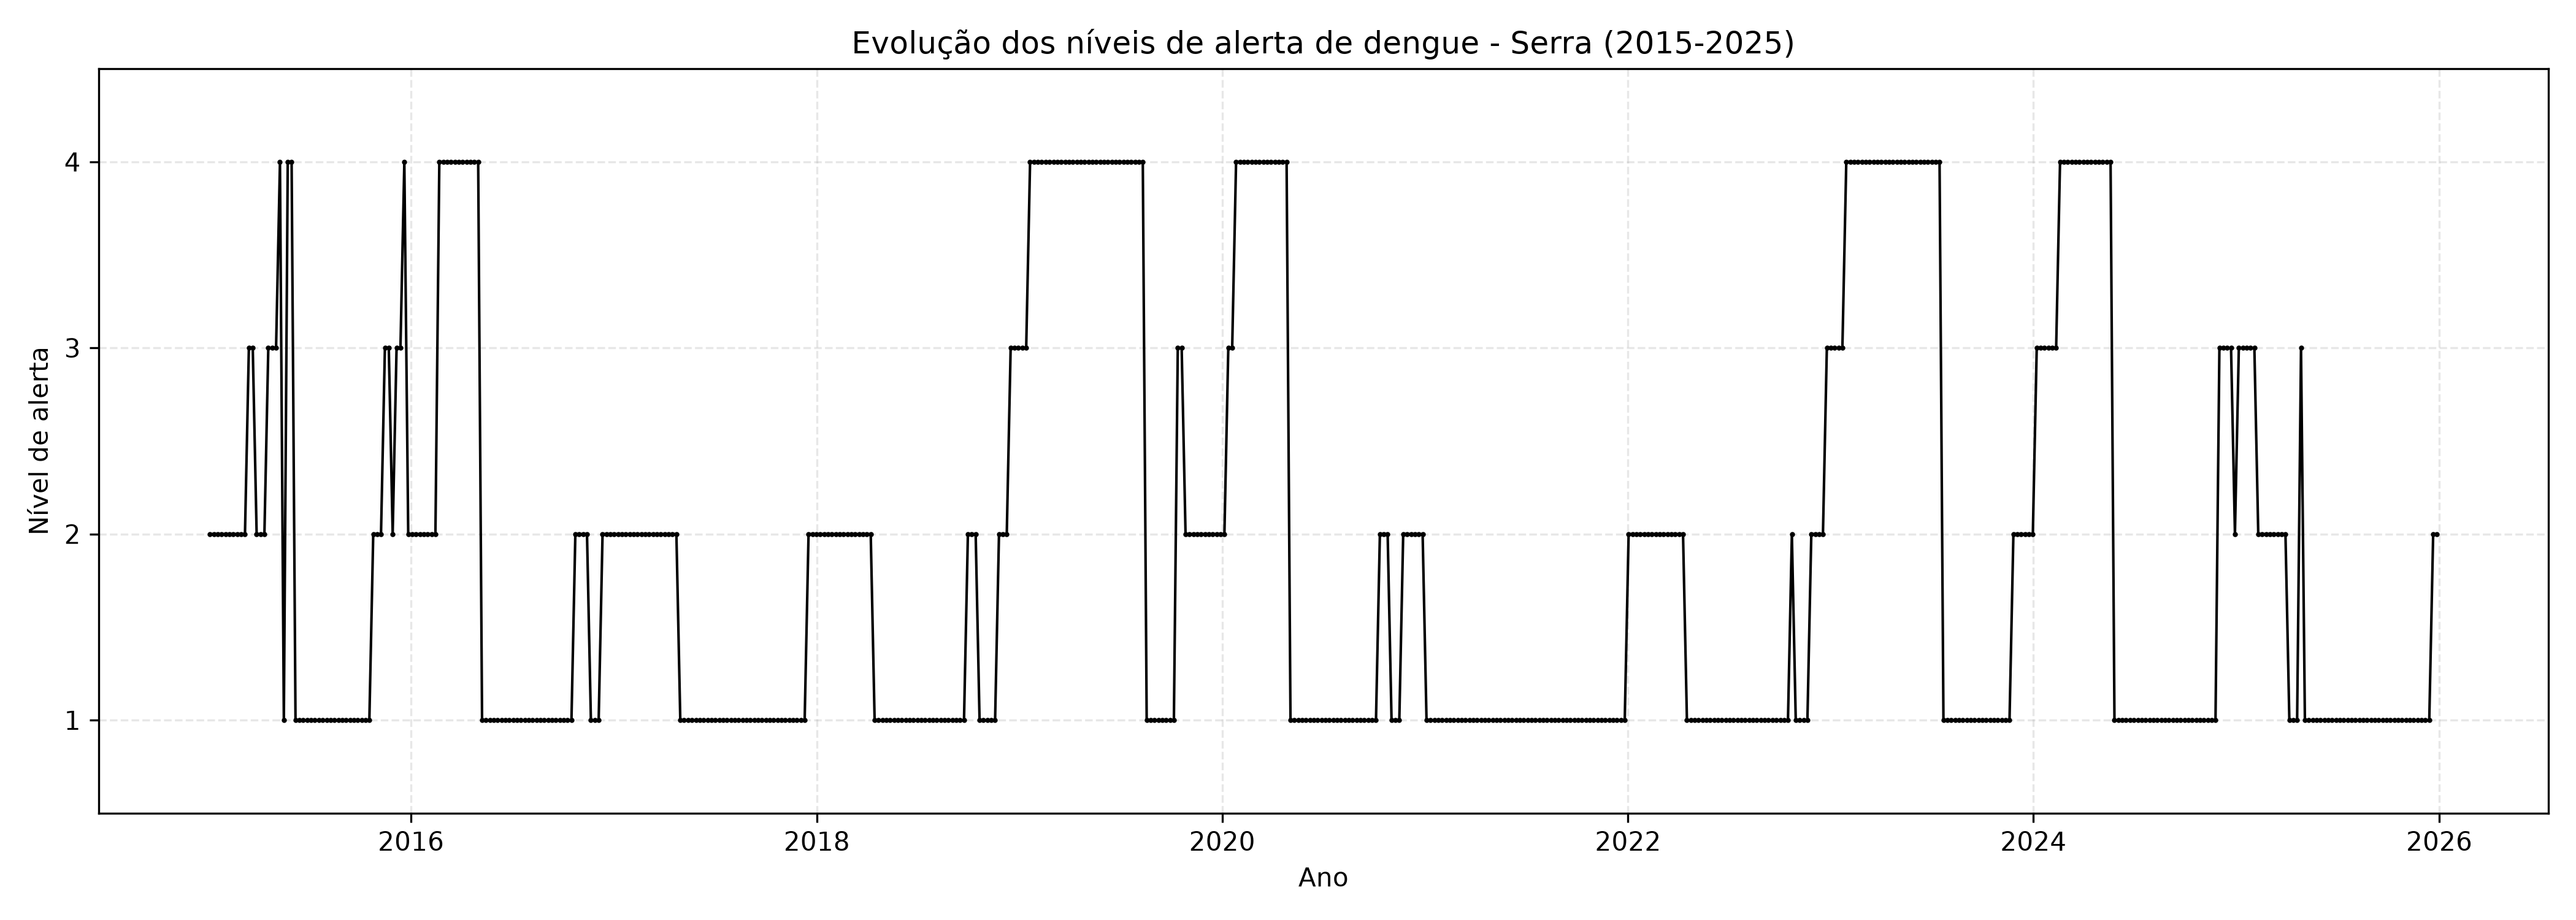 Evolução dos níveis de alerta de dengue - Serra (2015-2025)
Nível de alerta
4
3
2
1
2016 2018 2020 2022 2024 2026
Ano